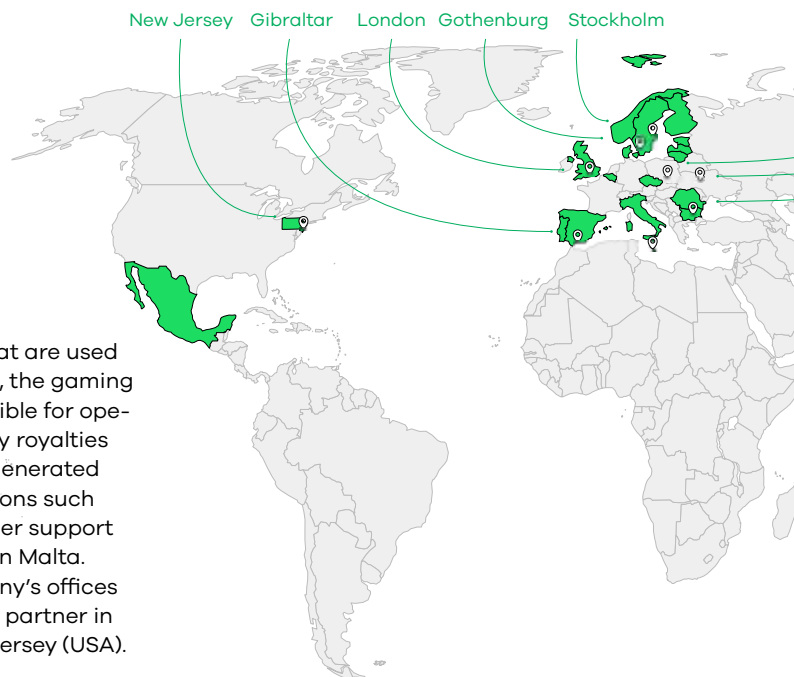 New Jersey Gibraltar London Gothenburg Stockholm
at are used
, the gaming
ible for ope-
y royalties
enerated
ons such
er support
n Malta.
ny's offices
partner in
ersey (USA).